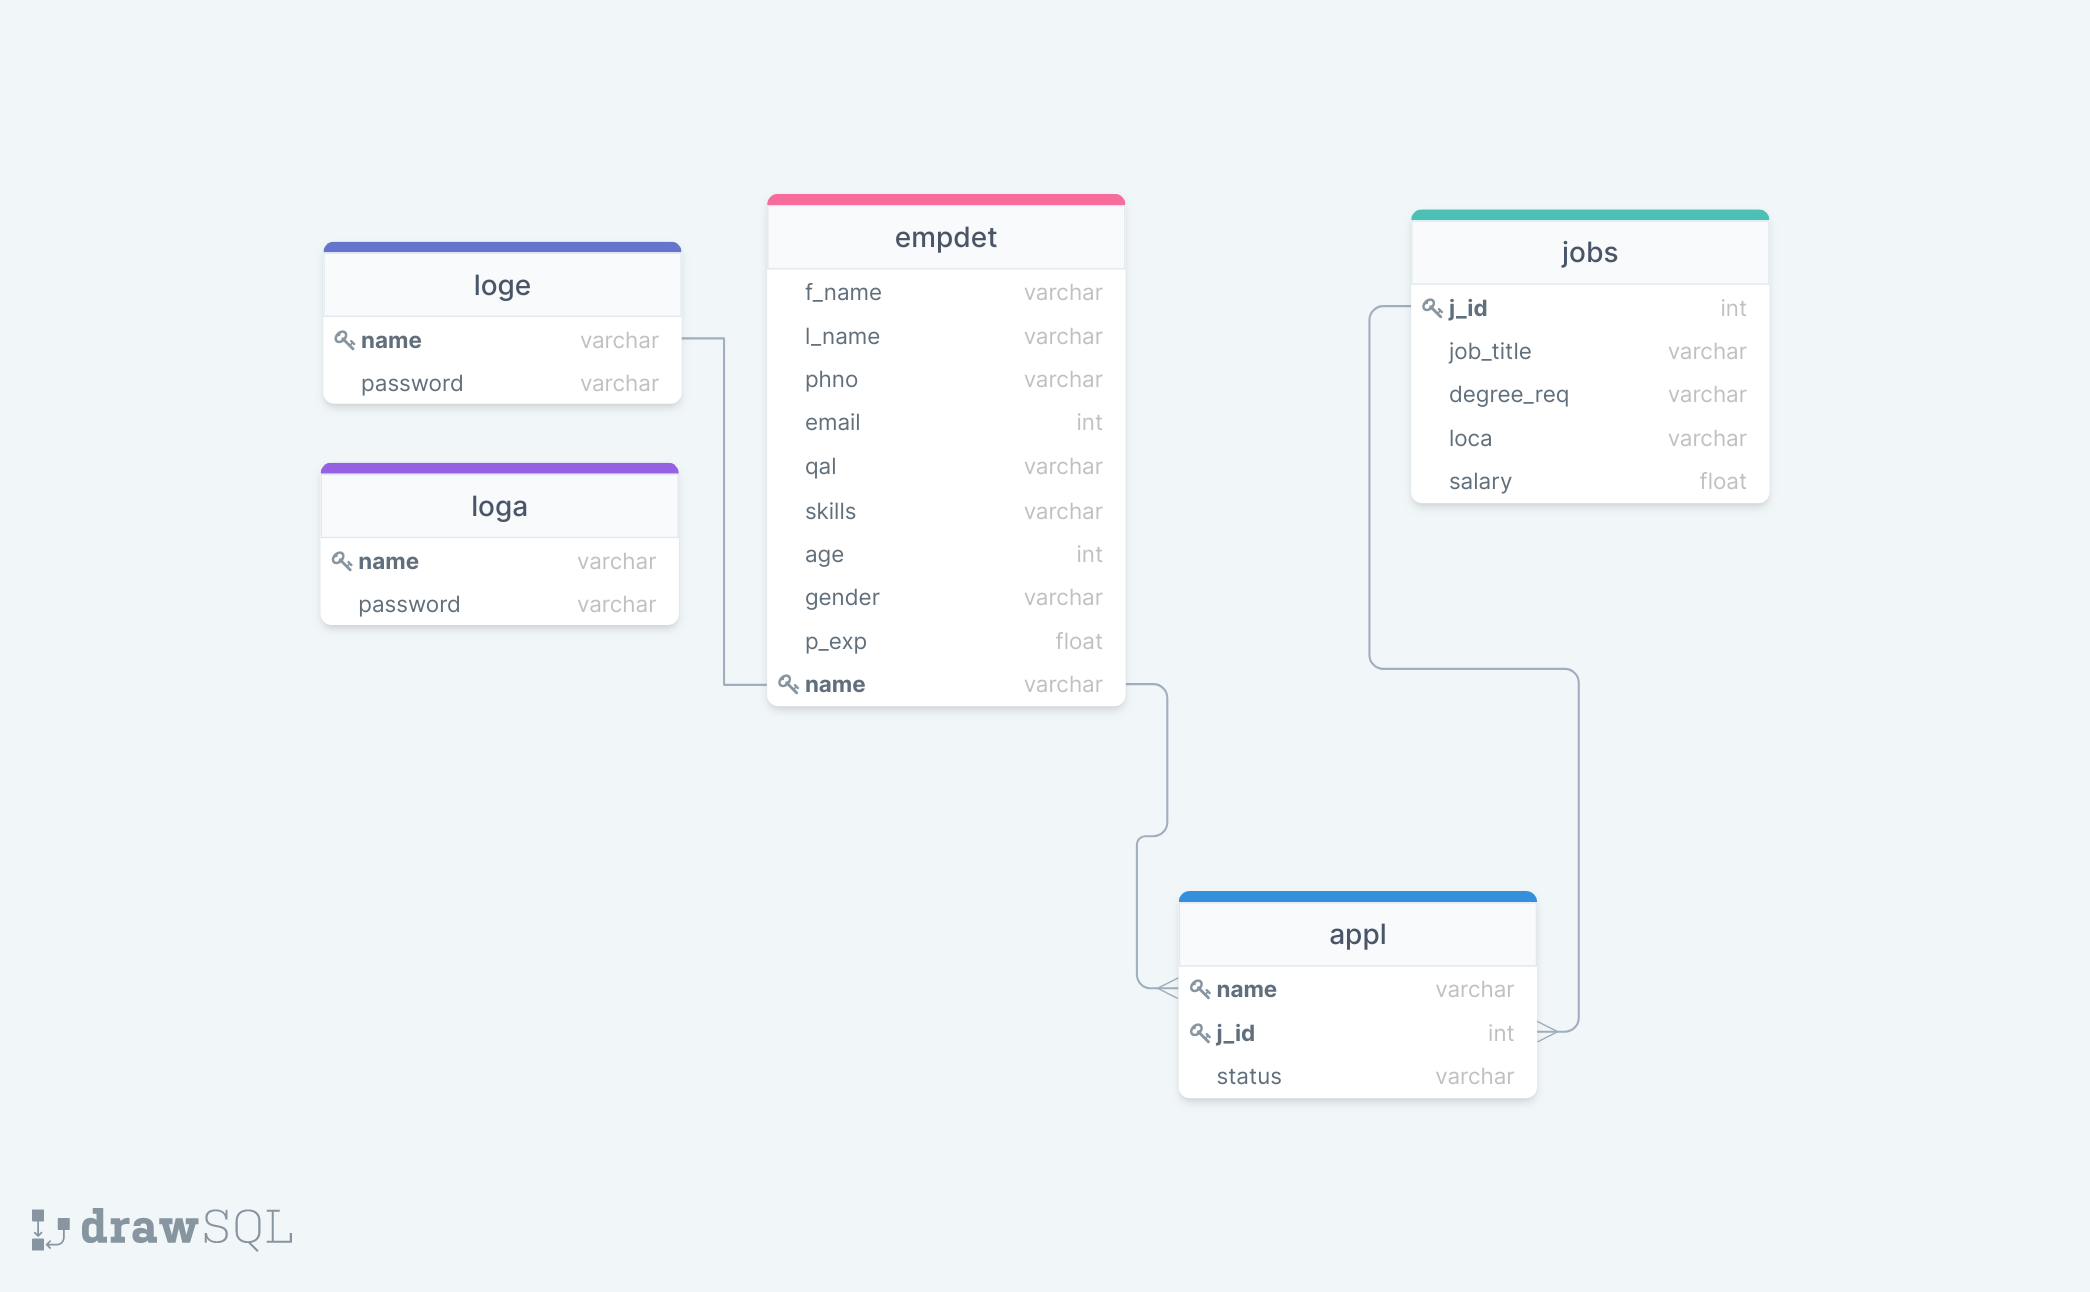 loge
name varchar
password varchar
loga
name varchar
password varchar
empdet
f_name varchar
l_name varchar
phno varchar
email int
qal varchar
skills varchar
age int
gender varchar
p_exp float
name varchar
jobs
j_id int
job_title varchar
degree_req varchar
loca varchar
salary float
appl
name varchar
j_id int
status varchar
drawSQL